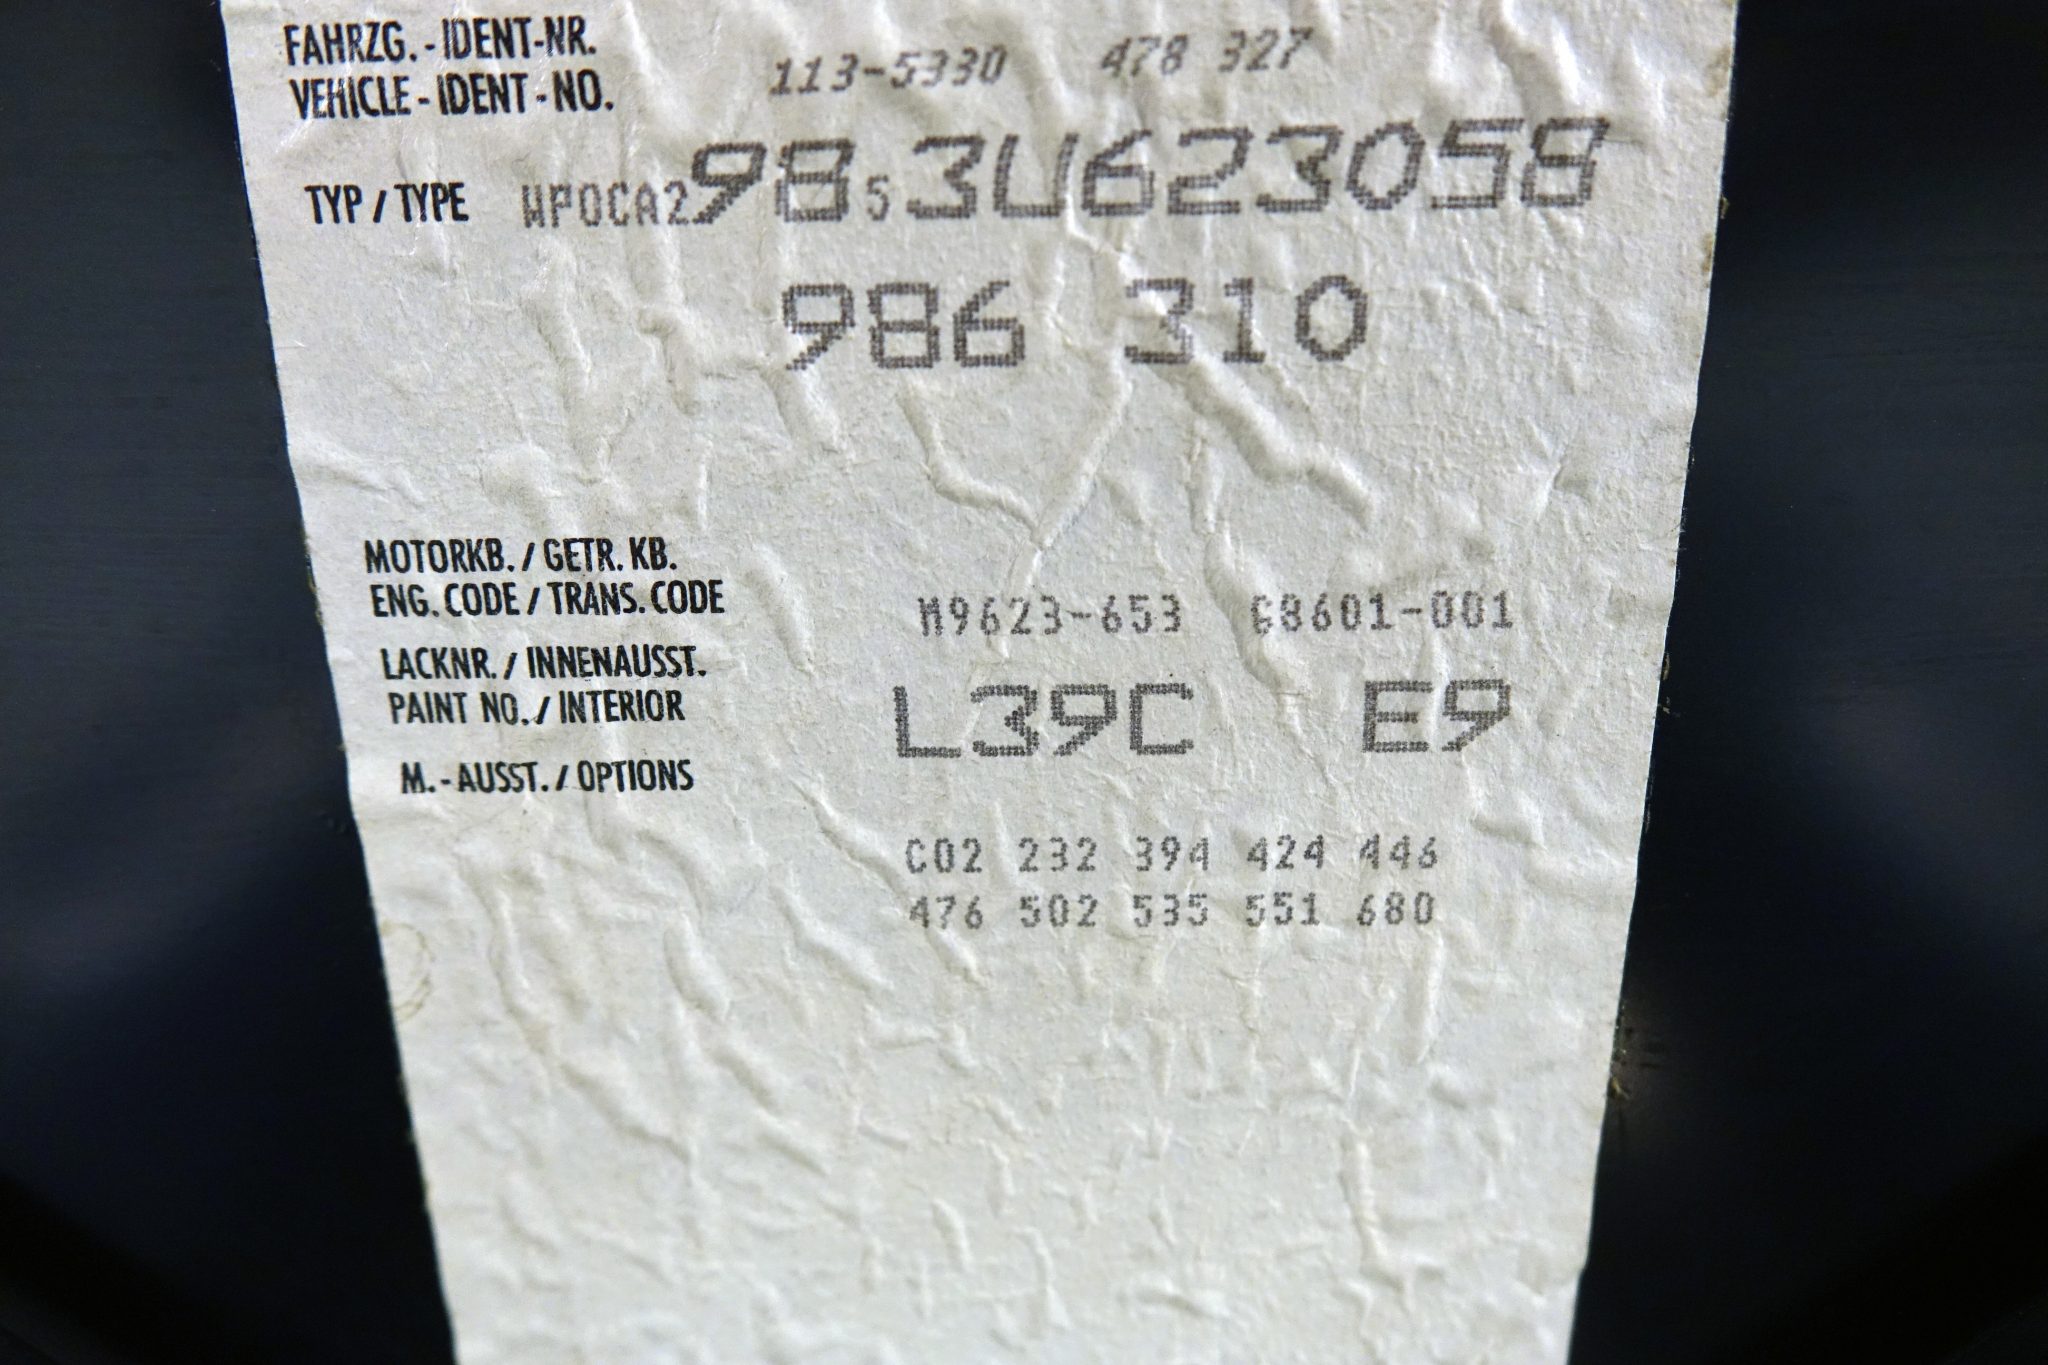 FAHRZG. - IDENT-NR. 113-5330 478 327
VEHICLE - IDENT - NO.
TYP / TYPE WP0CA298 5 3U623058
986 310
MOTORKB. / GETR. KB.
ENG. CODE / TRANS. CODE M9623-653 G8601-001
LACKNR. / INNENAUSST.
PAINT NO. / INTERIOR L39C E9
M. - AUSST. / OPTIONS
C02 232 394 424 446
476 502 535 551 680